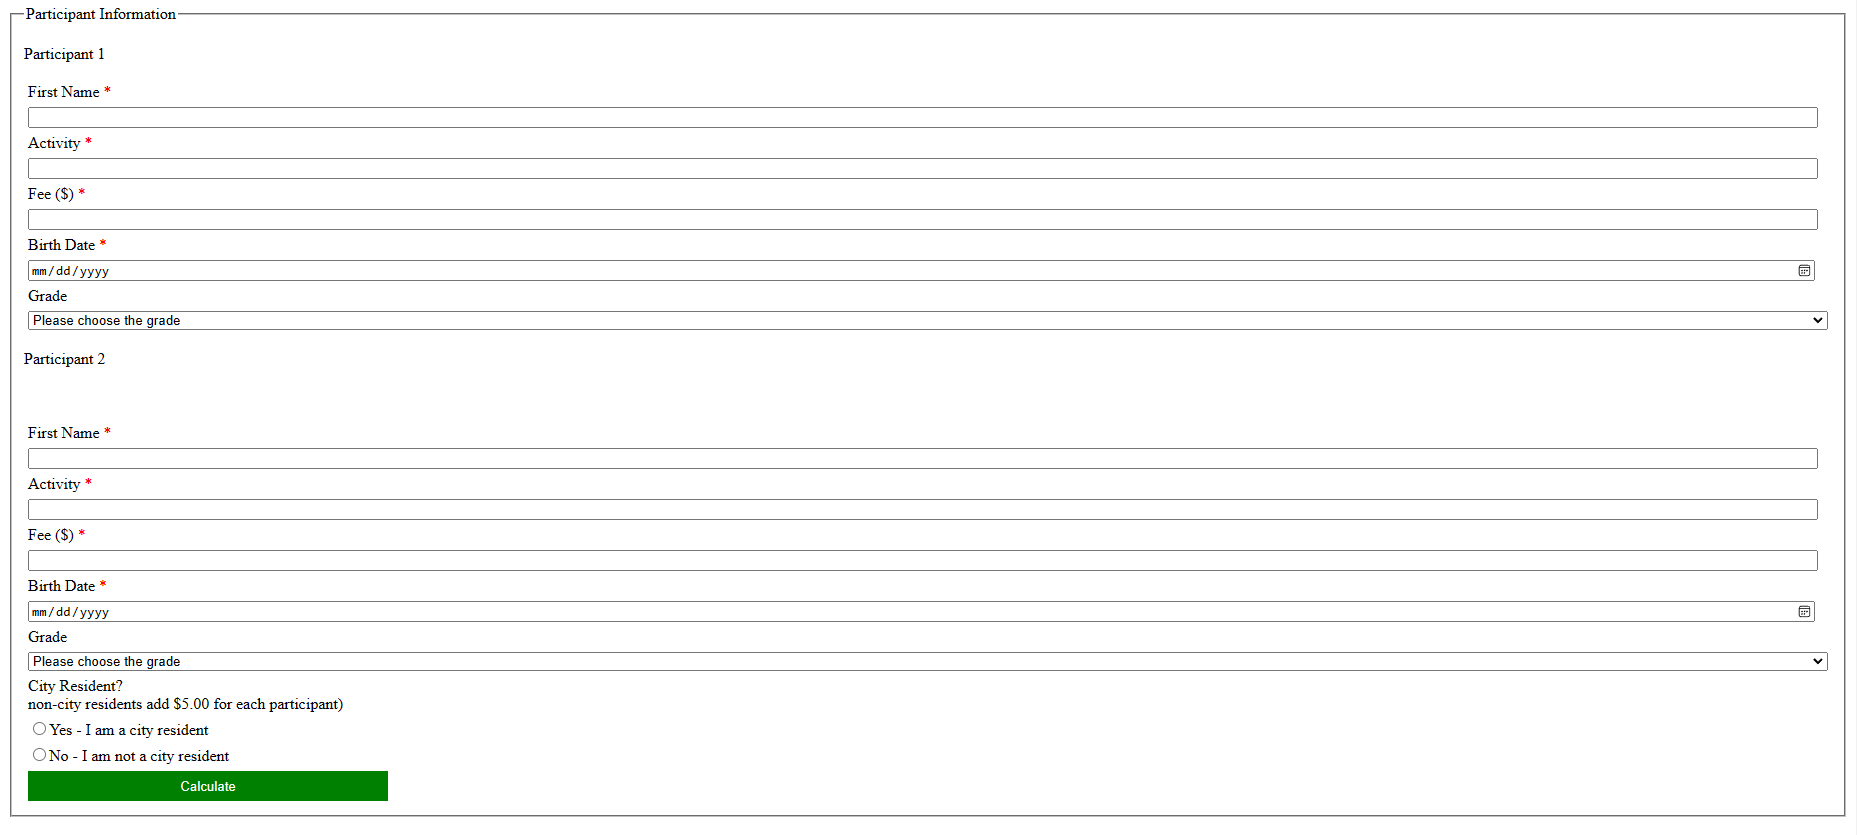 Participant Information
Participant 1
First Name *
Activity *
Fee ($) *
Birth Date *
mm/dd/yyyy
Grade
Please choose the grade
Participant 2
First Name *
Activity *
Fee ($) *
Birth Date *
mm/dd/yyyy
Grade
Please choose the grade
City Resident?
non-city residents add $5.00 for each participant)
Yes - I am a city resident
No - I am not a city resident
Calculate